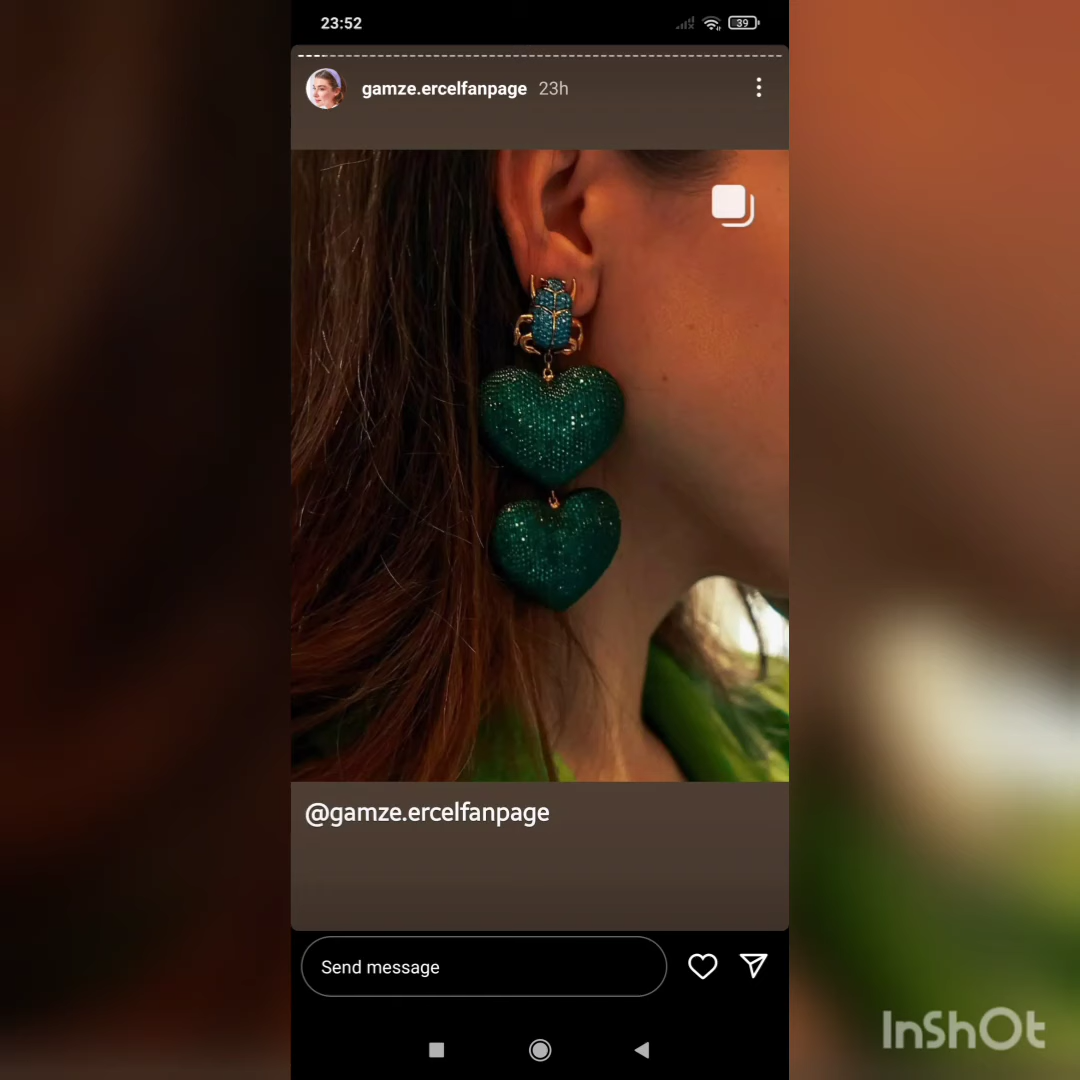 23:52
39
gamze.ercelfanpage 23h
@gamze.ercelfanpage
Send message
InShOt